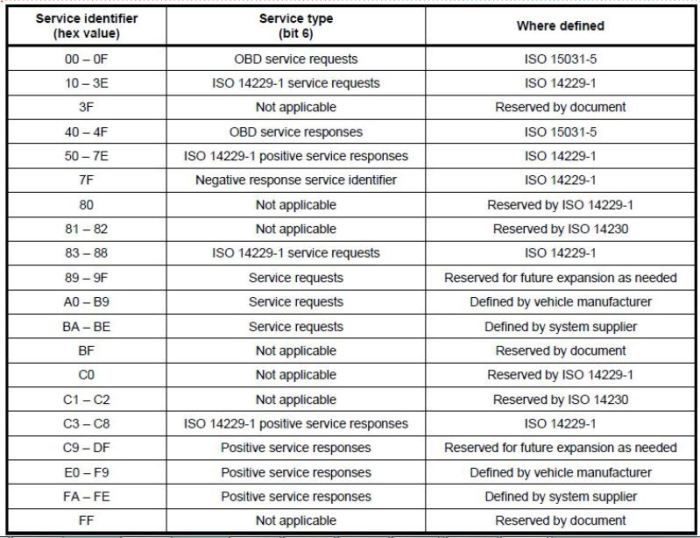 Service identifier (hex value) Service type (bit 6) Where defined
00 – 0F OBD service requests ISO 15031-5
10 – 3E ISO 14229-1 service requests ISO 14229-1
3F Not applicable Reserved by document
40 – 4F OBD service responses ISO 15031-5
50 – 7E ISO 14229-1 positive service responses ISO 14229-1
7F Negative response service identifier ISO 14229-1
80 Not applicable Reserved by ISO 14229-1
81 – 82 Not applicable Reserved by ISO 14230
83 – 88 ISO 14229-1 service requests ISO 14229-1
89 – 9F Service requests Reserved for future expansion as needed
A0 – B9 Service requests Defined by vehicle manufacturer
BA – BE Service requests Defined by system supplier
BF Not applicable Reserved by document
C0 Not applicable Reserved by ISO 14229-1
C1 – C2 Not applicable Reserved by ISO 14230
C3 – C8 ISO 14229-1 positive service responses ISO 14229-1
C9 – DF Positive service responses Reserved for future expansion as needed
E0 – F9 Positive service responses Defined by vehicle manufacturer
FA – FE Positive service responses Defined by system supplier
FF Not applicable Reserved by document